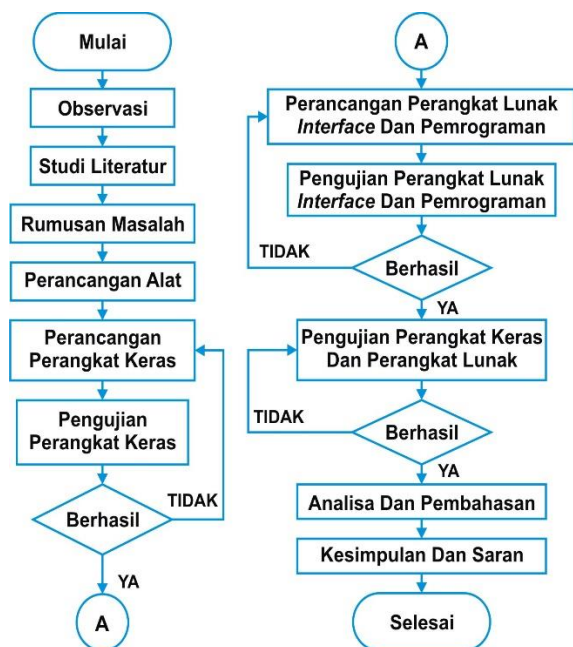 Mulai
Observasi
Studi Literatur
Rumusan Masalah
Perancangan Alat
Perancangan
Perangkat Keras
Pengujian
Perangkat Keras
Berhasil
TIDAK
YA
A
A
Perancangan Perangkat Lunak
Interface Dan Pemrograman
Pengujian Perangkat Lunak
Interface Dan Pemrograman
TIDAK
Berhasil
YA
Pengujian Perangkat Keras
Dan Perangkat Lunak
TIDAK
Berhasil
YA
Analisa Dan Pembahasan
Kesimpulan Dan Saran
Selesai